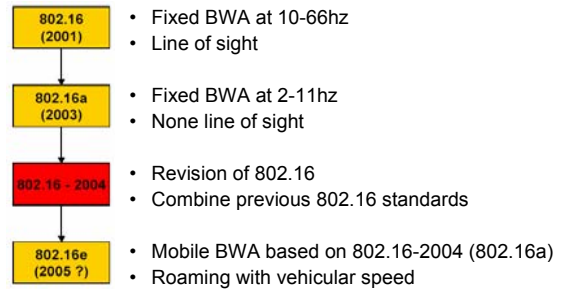 802.16
(2001)
• Fixed BWA at 10-66hz
• Line of sight
802.16a
(2003)
• Fixed BWA at 2-11hz
• None line of sight
802.16 - 2004
• Revision of 802.16
• Combine previous 802.16 standards
802.16e
(2005 ?)
• Mobile BWA based on 802.16-2004 (802.16a)
• Roaming with vehicular speed